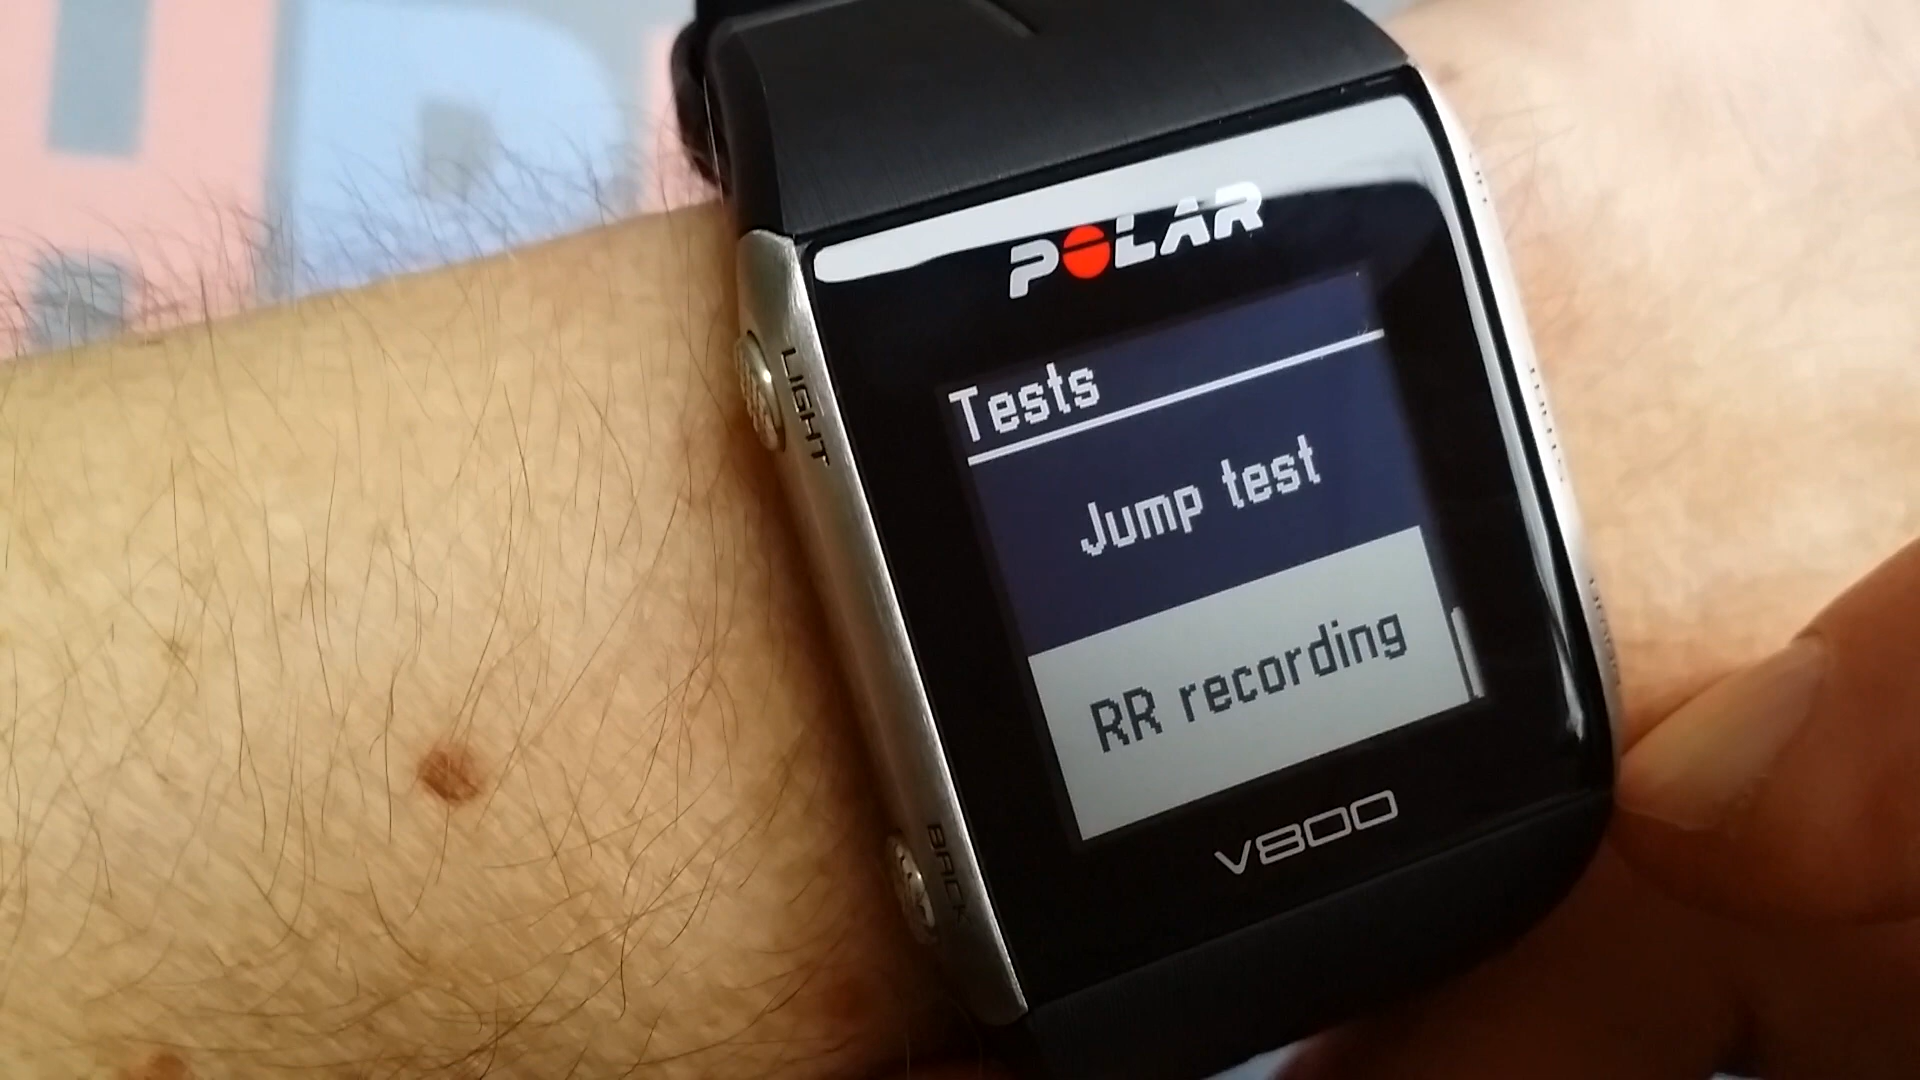 POLAR
LIGHT
Tests
Jump test
RR recording
BACK
V800